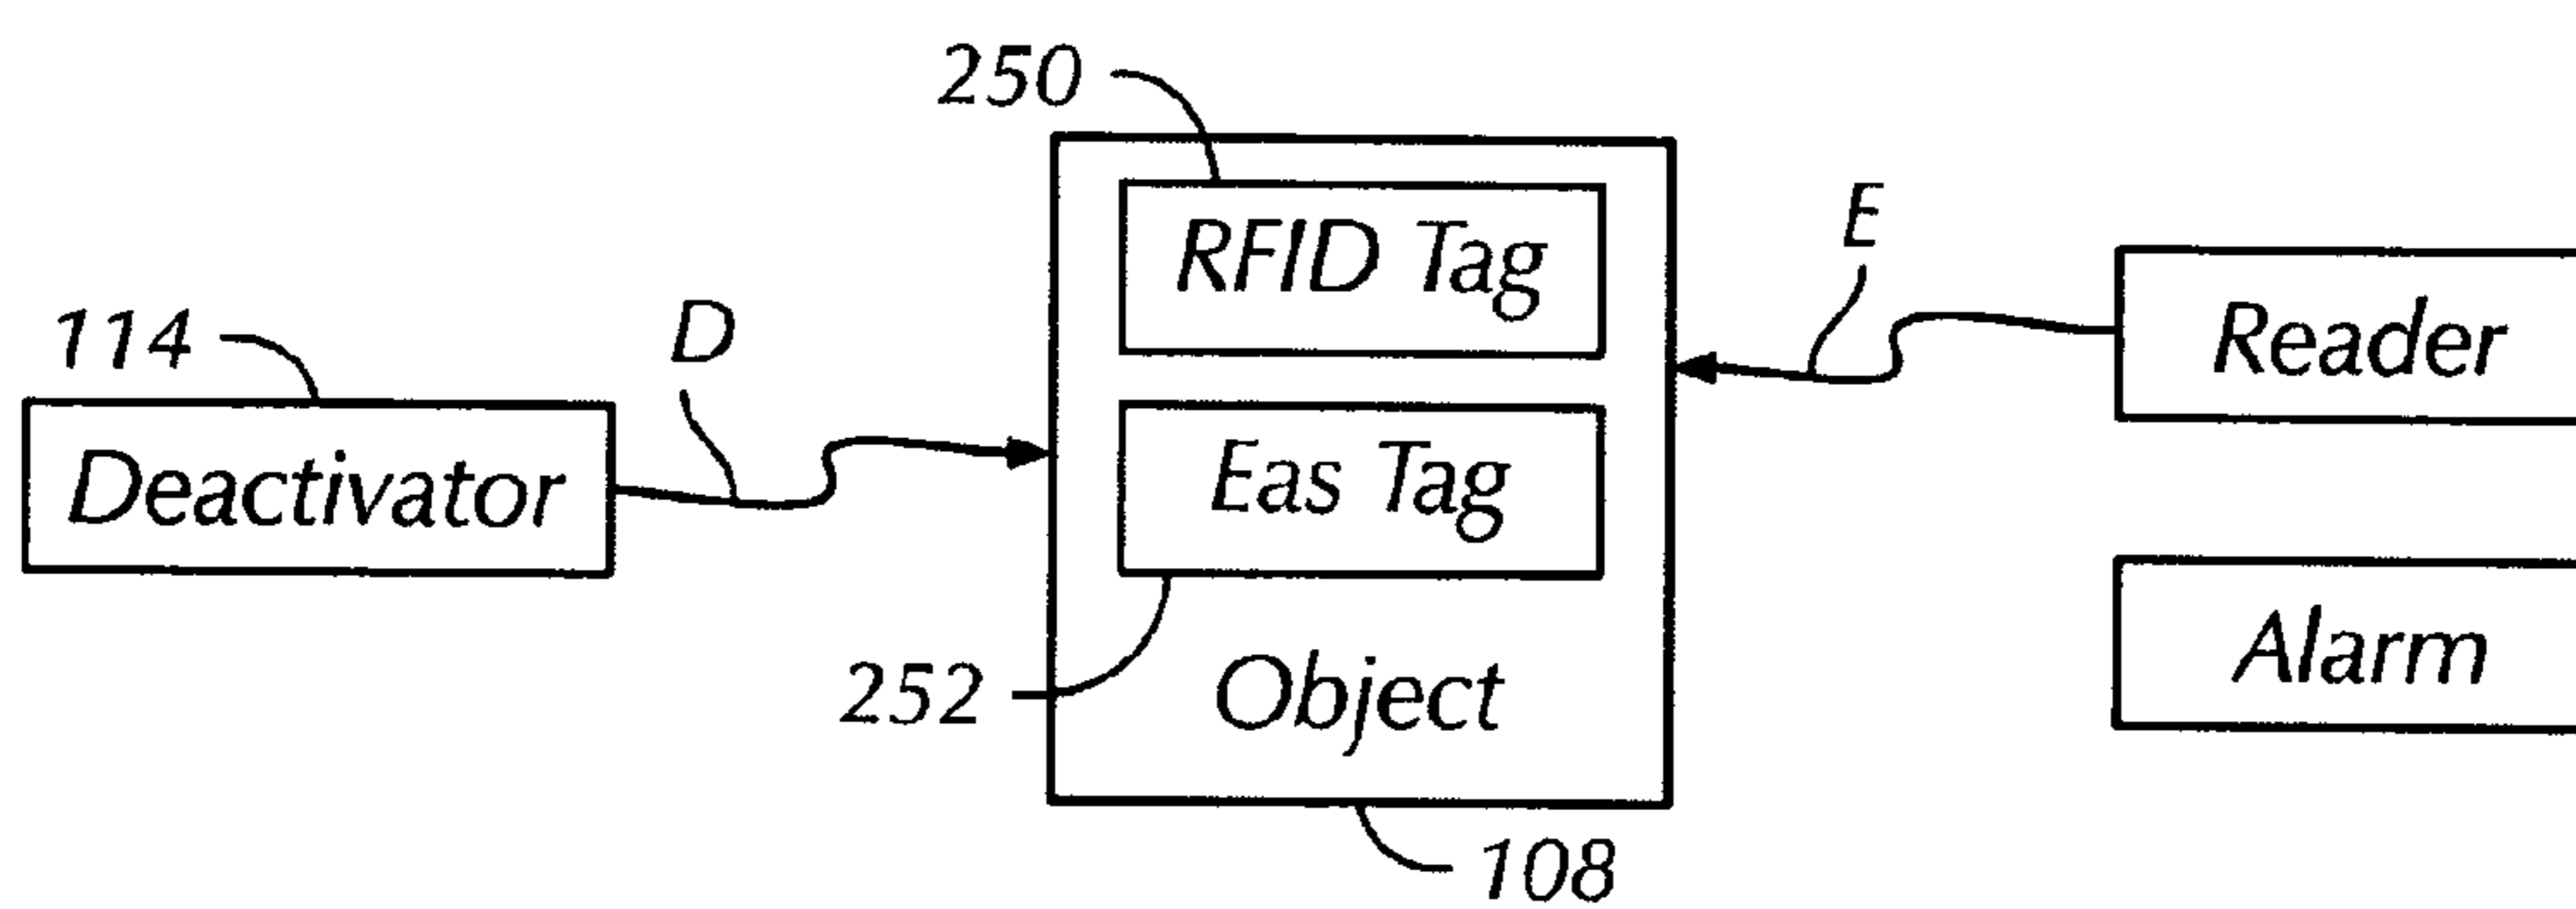 250
RFID Tag
E
Reader
114
D
Deactivator
Eas Tag
252
Object
Alarm
108